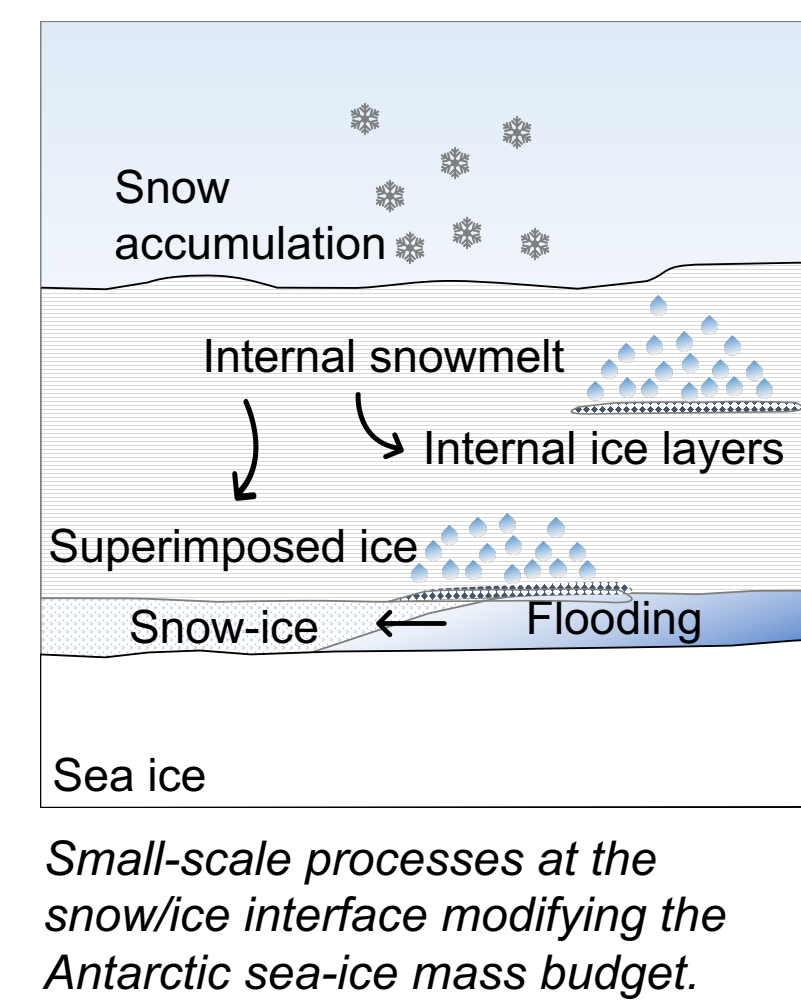 Snow
accumulation
Internal snowmelt
Internal ice layers
Superimposed ice
Snow-ice
Flooding
Sea ice
Small-scale processes at the
snow/ice interface modifying the
Antarctic sea-ice mass budget.